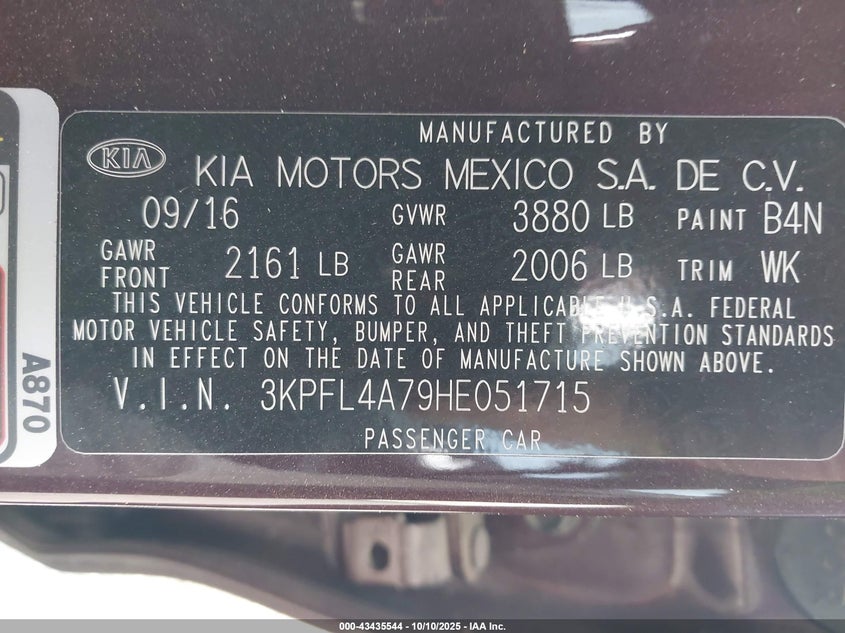 MANUFACTURED BY
KIA
KIA MOTORS MEXICO S.A. DE C.V.
09/16 GVWR 3880 LB PAINT B4N
GAWR FRONT 2161 LB GAWR REAR 2006 LB TRIM WK
THIS VEHICLE CONFORMS TO ALL APPLICABLE U.S.A. FEDERAL
MOTOR VEHICLE SAFETY, BUMPER, AND THEFT PREVENTION STANDARDS
IN EFFECT ON THE DATE OF MANUFACTURE SHOWN ABOVE.
V.I.N. 3KPFL4A79HE051715
PASSENGER CAR
A870
000-43435544 - 10/10/2025 - IAA Inc.